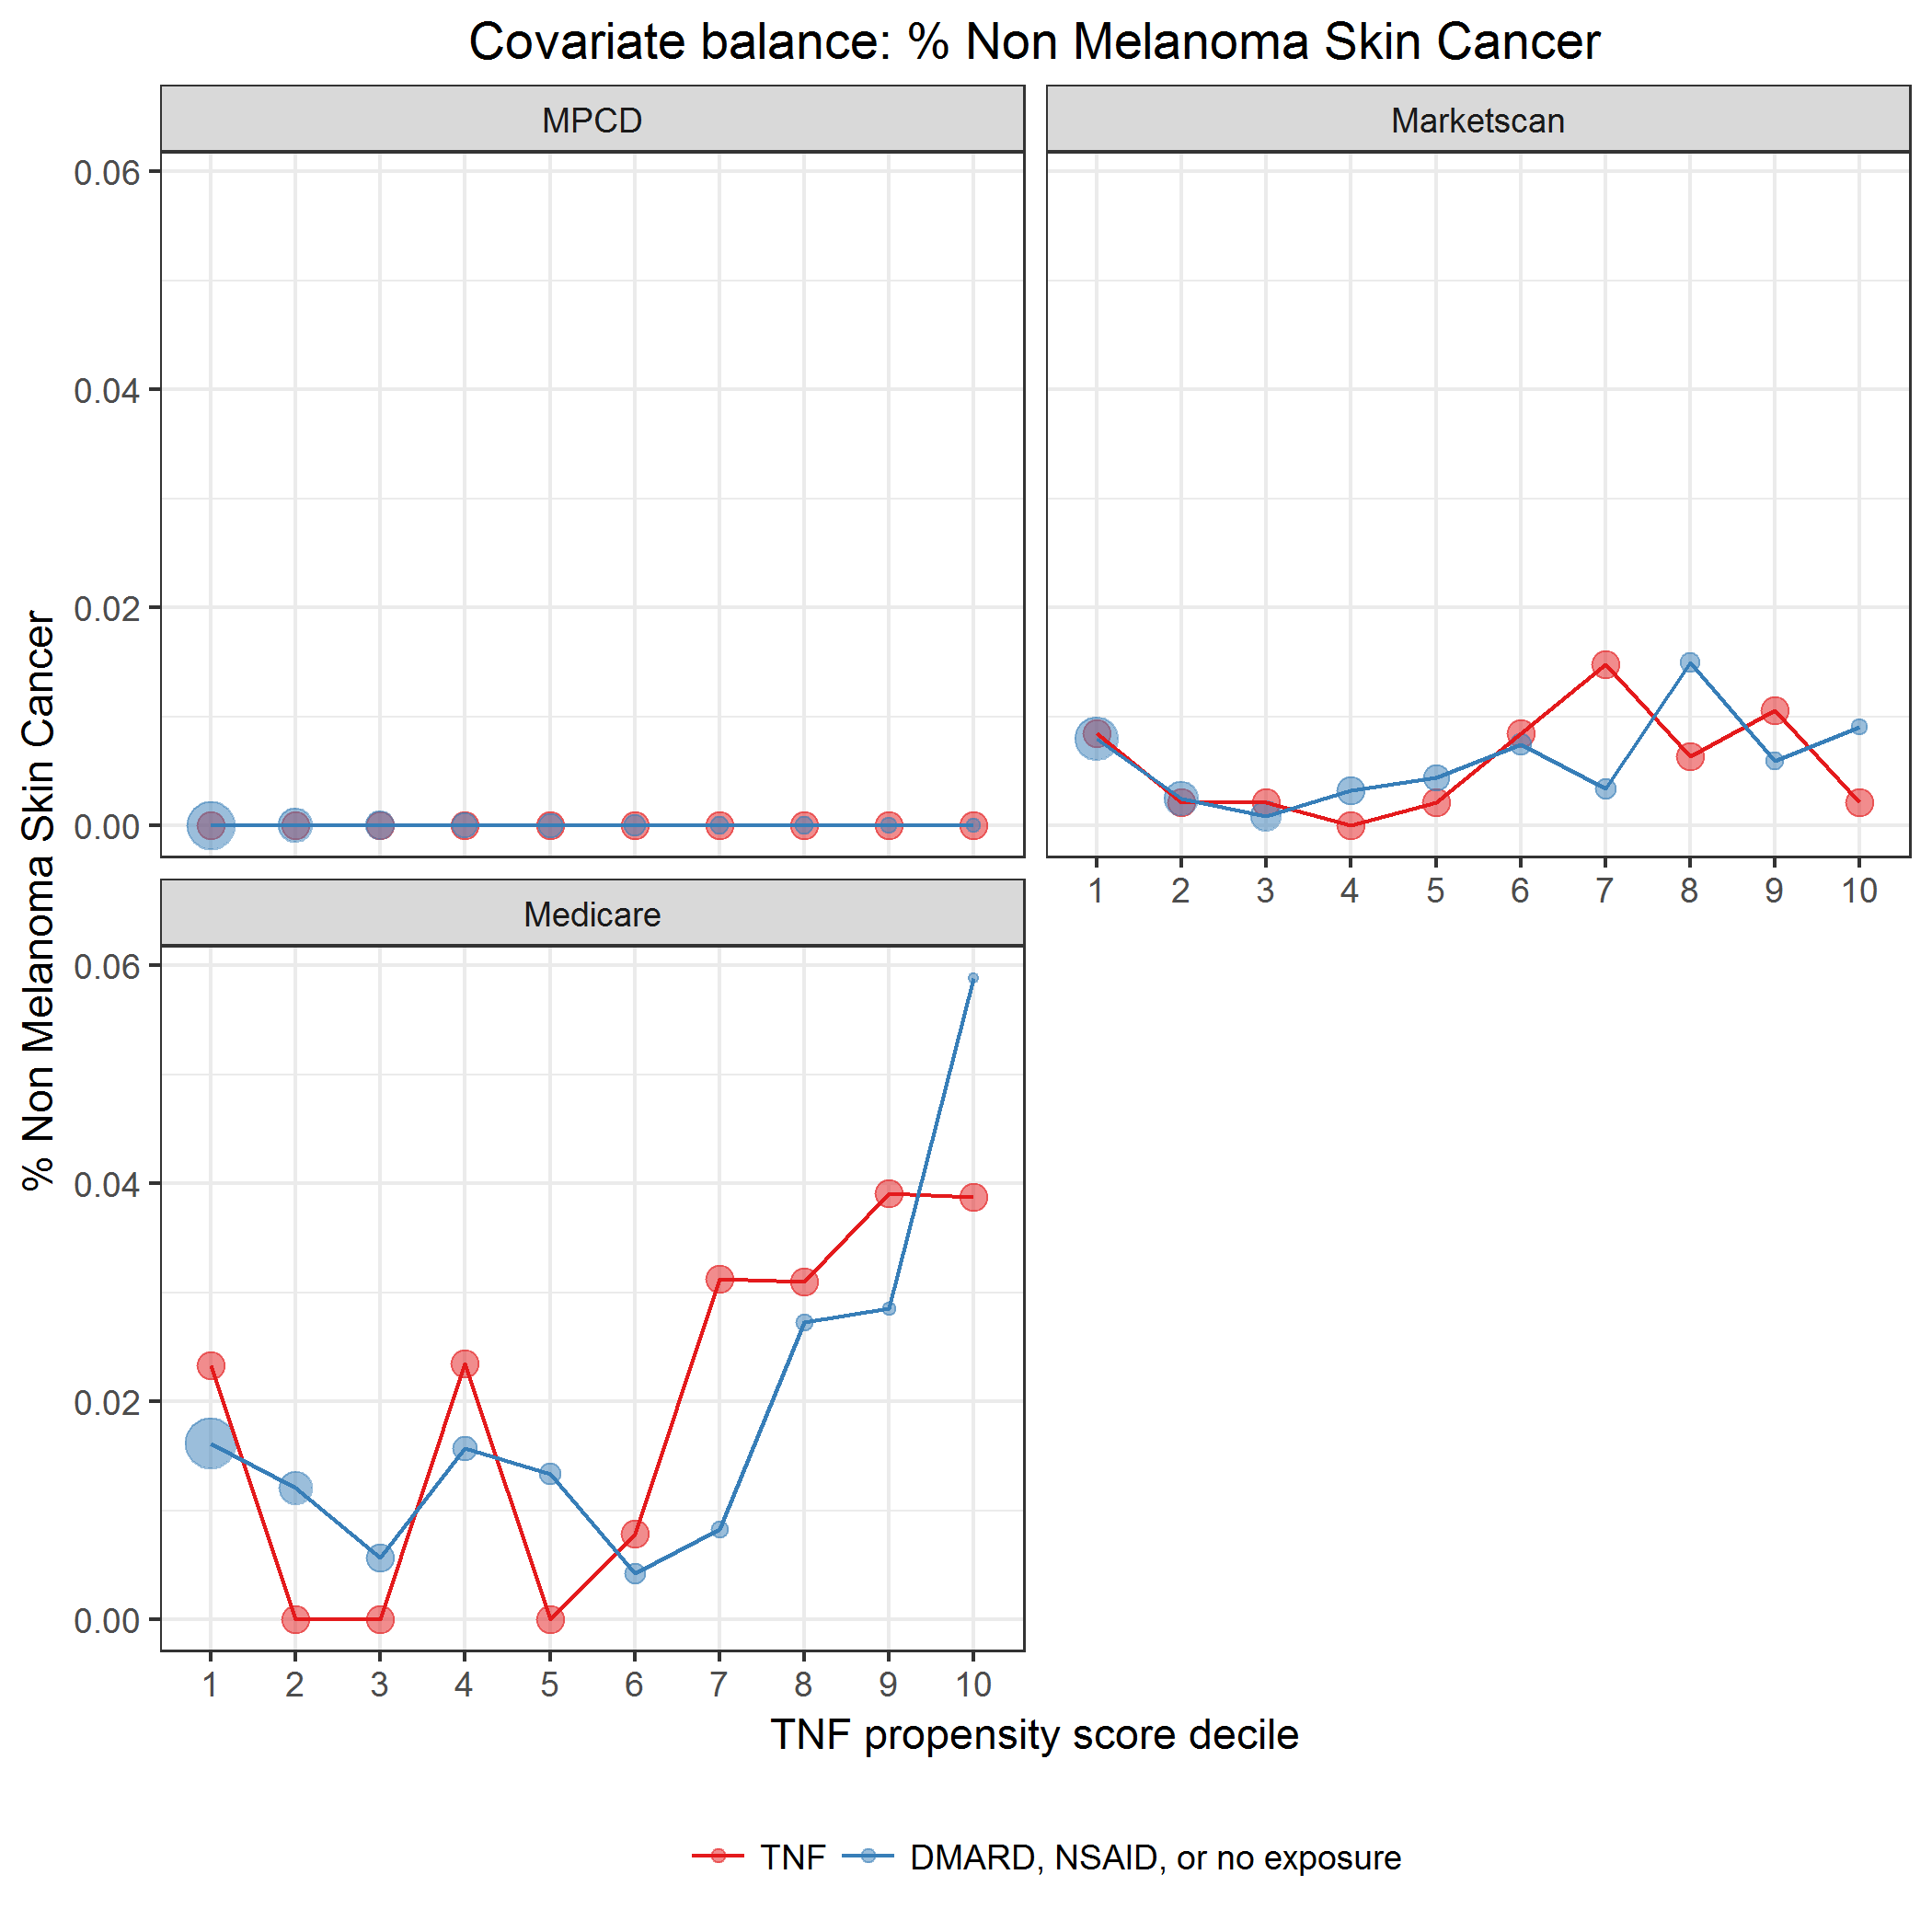 Covariate balance: % Non Melanoma Skin Cancer
MPCD
Marketscan
0.06
0.04
0.02
0.00
1 2 3 4 5 6 7 8 9 10
Medicare
0.06
0.04
0.02
0.00
1 2 3 4 5 6 7 8 9 10
% Non Melanoma Skin Cancer
TNF propensity score decile
TNF DMARD, NSAID, or no exposure